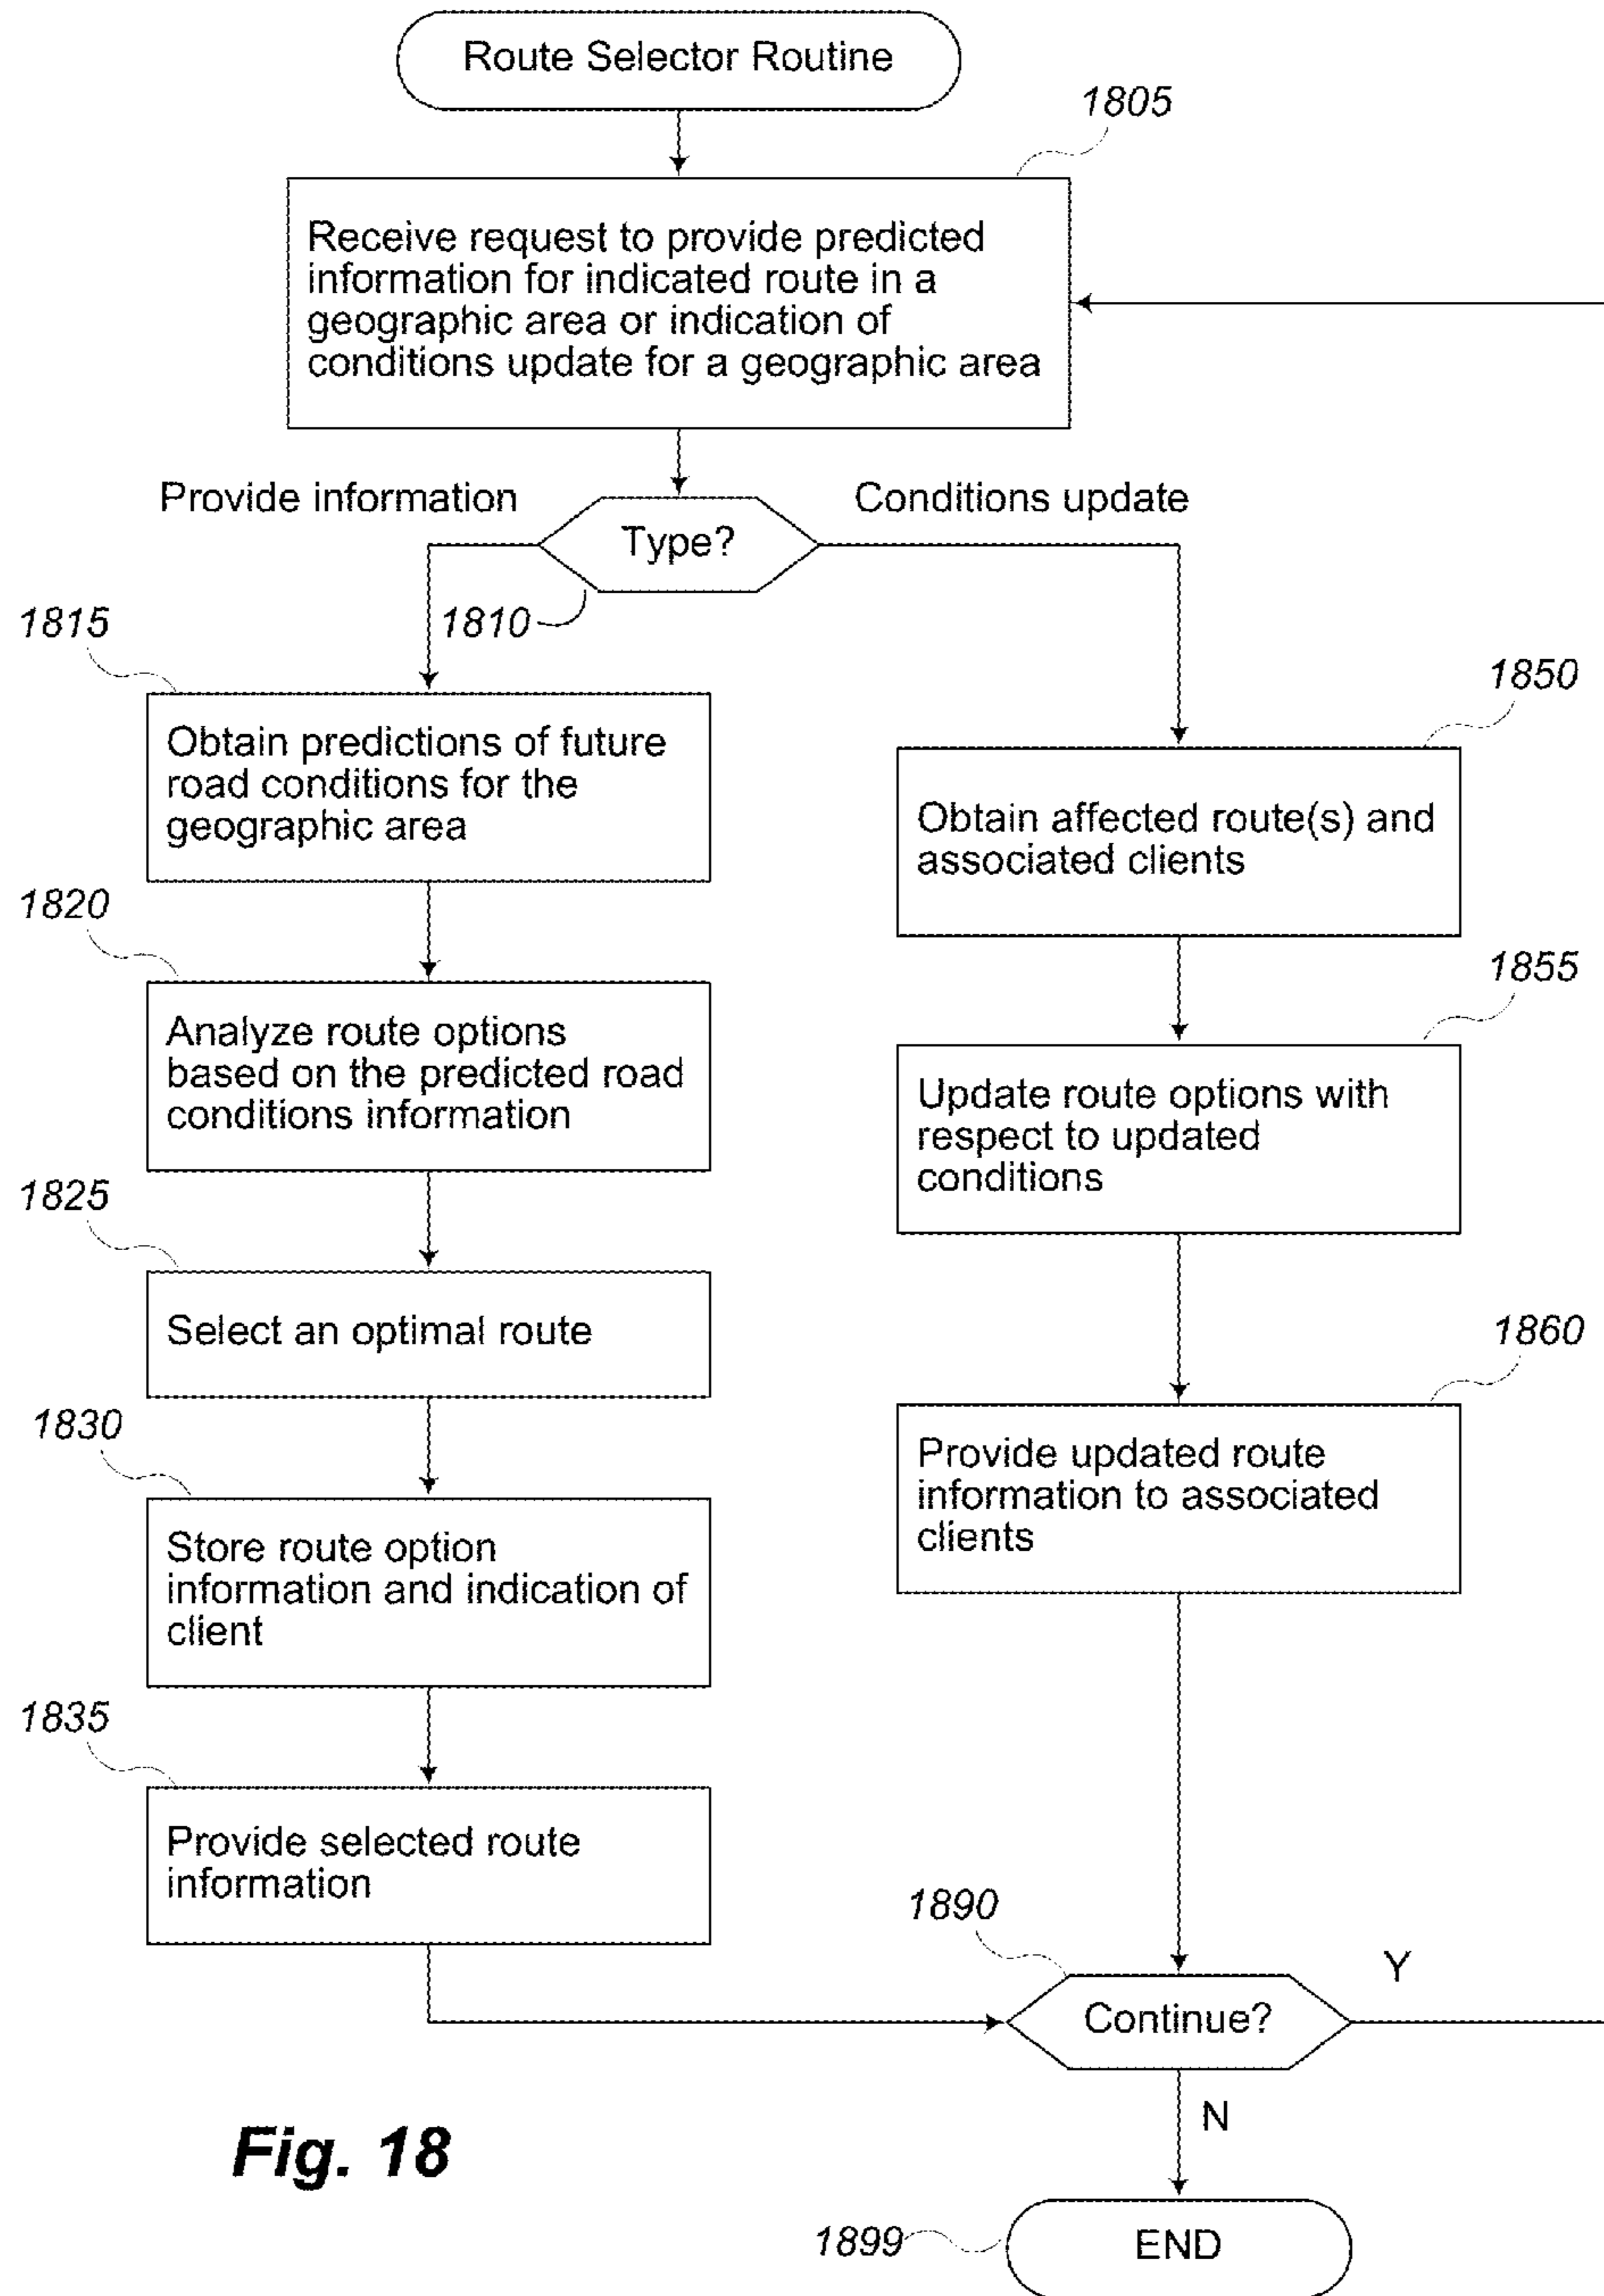 Route Selector Routine
1805
Receive request to provide predicted
information for indicated route in a
geographic area or indication of
conditions update for a geographic area
Provide information
Conditions update
Type?
1810
1815
Obtain predictions of future
road conditions for the
geographic area
1820
Analyze route options
based on the predicted road
conditions information
1825
Select an optimal route
1830
Store route option
information and indication of
client
1835
Provide selected route
information
1850
Obtain affected route(s) and
associated clients
1855
Update route options with
respect to updated
conditions
1860
Provide updated route
information to associated
clients
1890
Continue?
Y
N
1899
END
Fig. 18